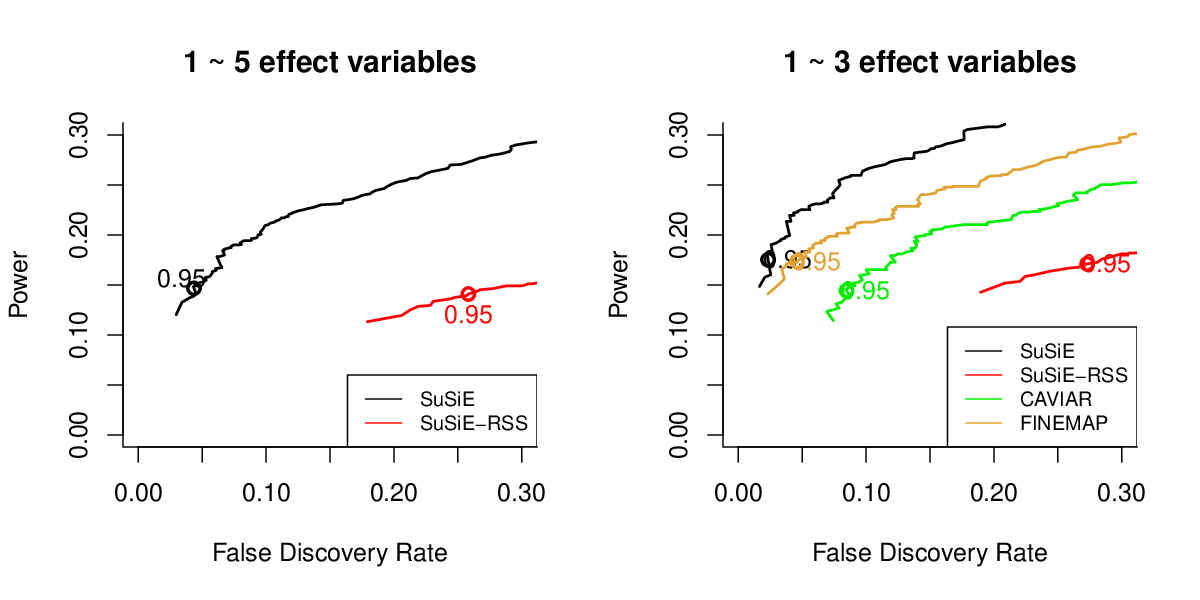 1 ~ 5 effect variables
Power
0.30
0.20
0.10
0.00
0.95
0.95
SuSiE
SuSiE−RSS
0.00 0.10 0.20 0.30
False Discovery Rate
1 ~ 3 effect variables
Power
0.30
0.20
0.10
0.00
0.95
0.95
0.95
0.95
SuSiE
SuSiE−RSS
CAVIAR
FINEMAP
0.00 0.10 0.20 0.30
False Discovery Rate